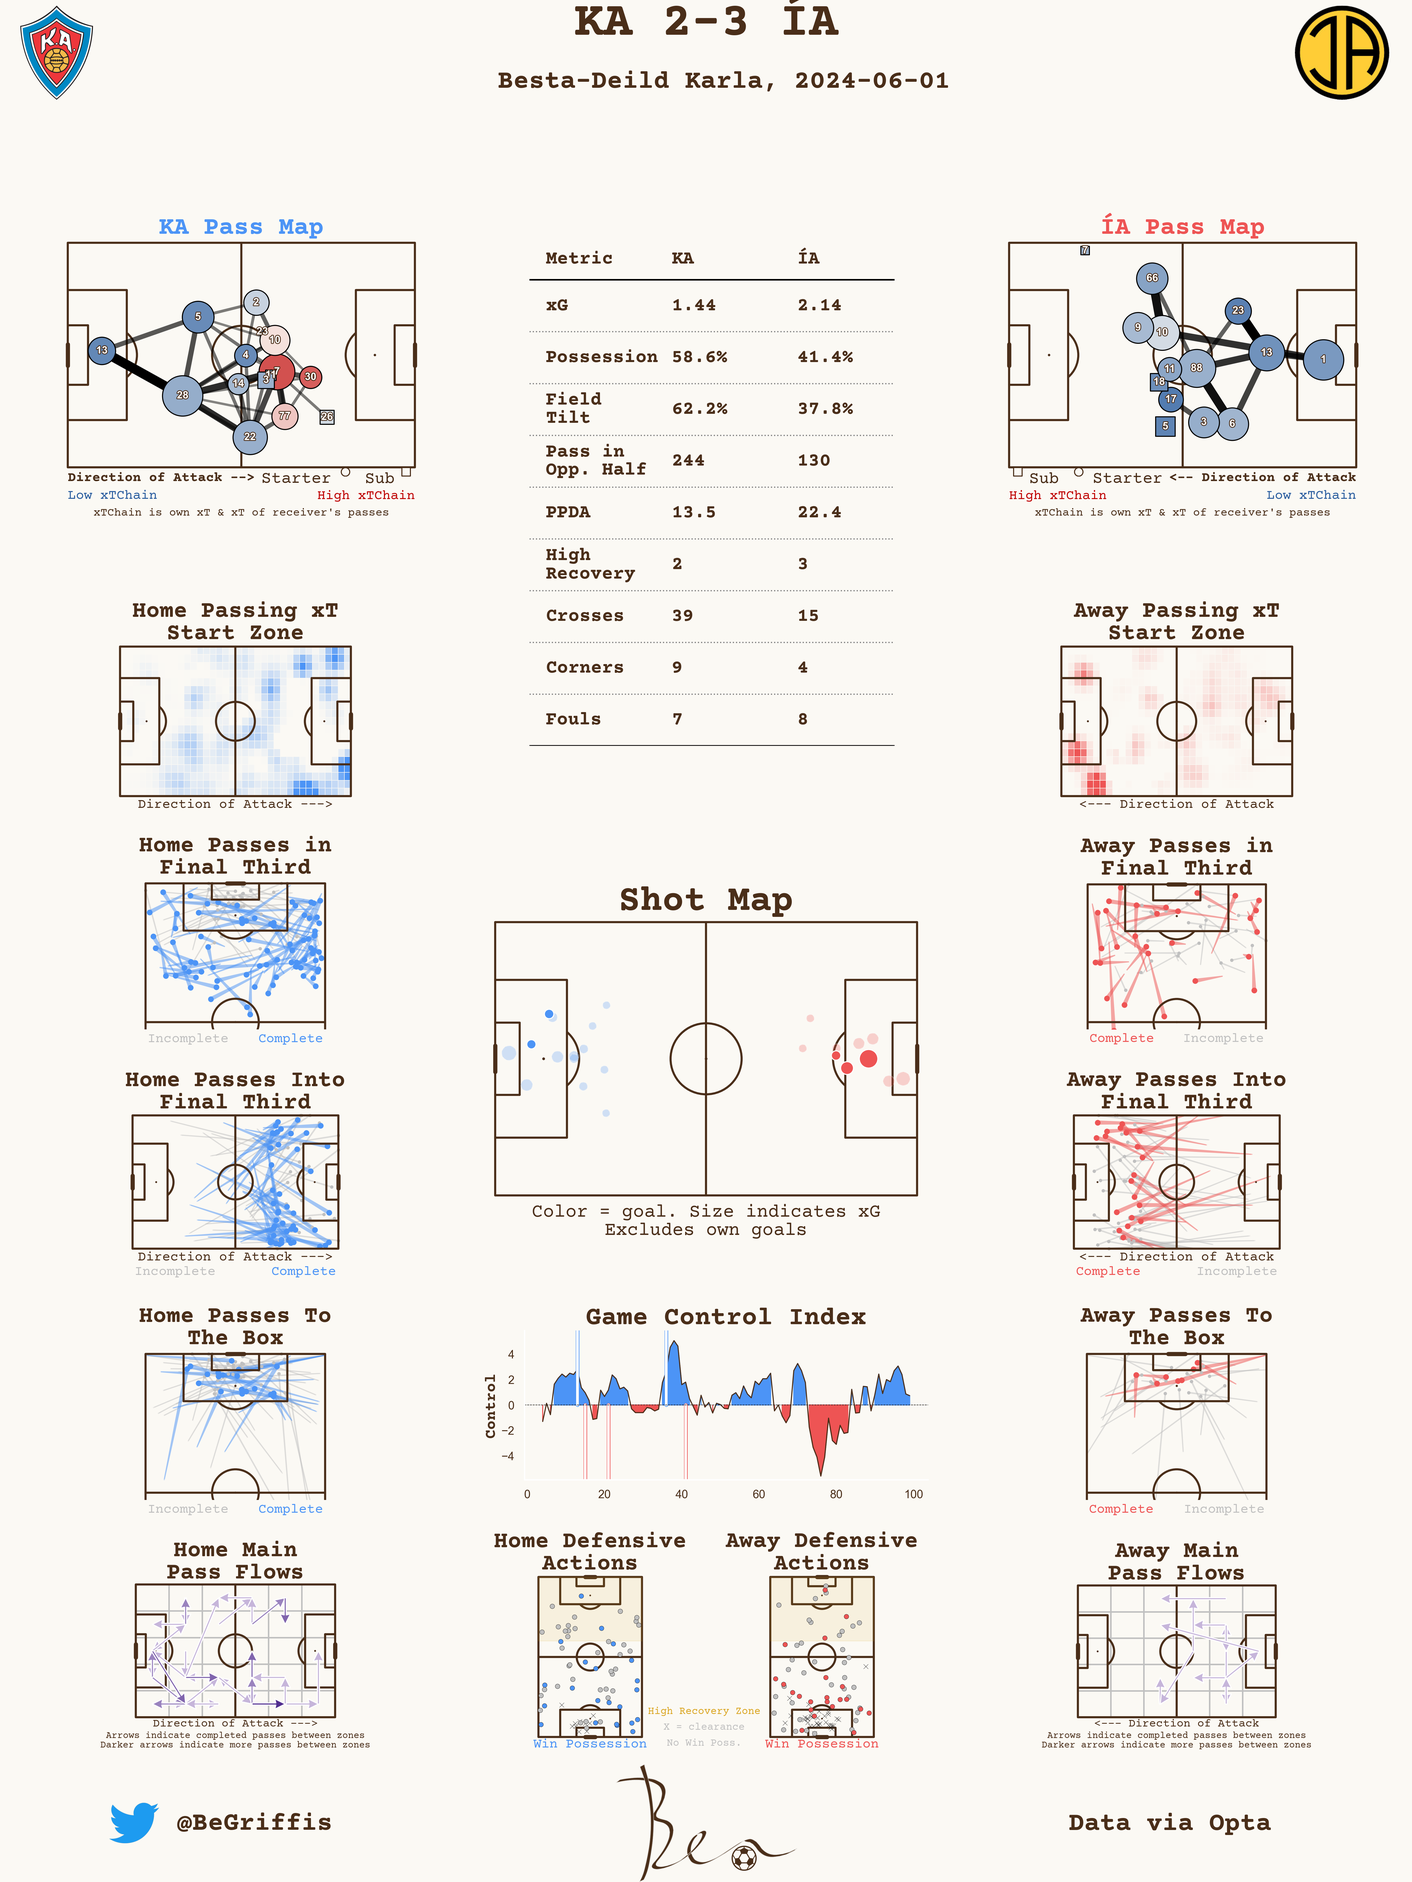 KA 2-3 ÍA
Besta-Deild Karla, 2024-06-01
KA
KA Pass Map
2
5
23
10
13
4
17
30
14
3
28
77
26
22
Direction of Attack --> Starter Sub
Low xTChain High xTChain
xTChain is own xT & xT of receiver's passes
Metric KA ÍA
xG 1.44 2.14
Possession 58.6% 41.4%
Field
Tilt 62.2% 37.8%
Pass in
Opp. Half 244 130
PPDA 13.5 22.4
High
Recovery 2 3
Crosses 39 15
Corners 9 4
Fouls 7 8
ÍA Pass Map
7
66
23
9
10
13
1
11
88
18
17
5
3
6
Sub Starter <-- Direction of Attack
High xTChain Low xTChain
xTChain is own xT & xT of receiver's passes
Home Passing xT
Start Zone
Direction of Attack --->
Away Passing xT
Start Zone
<--- Direction of Attack
Home Passes in
Final Third
Incomplete Complete
Away Passes in
Final Third
Complete Incomplete
Shot Map
Color = goal. Size indicates xG
Excludes own goals
Home Passes Into
Final Third
Direction of Attack --->
Incomplete Complete
Away Passes Into
Final Third
<--- Direction of Attack
Complete Incomplete
Home Passes To
The Box
Incomplete Complete
Game Control Index
Control
4
2
0
−2
−4
0 20 40 60 80 100
Away Passes To
The Box
Complete Incomplete
Home Main
Pass Flows
Direction of Attack --->
Arrows indicate completed passes between zones
Darker arrows indicate more passes between zones
Home Defensive
Actions
Win Possession
Away Defensive
Actions
Win Possession
High Recovery Zone
X = clearance
No Win Poss.
Away Main
Pass Flows
<--- Direction of Attack
Arrows indicate completed passes between zones
Darker arrows indicate more passes between zones
@BeGriffis
Ben
Data via Opta